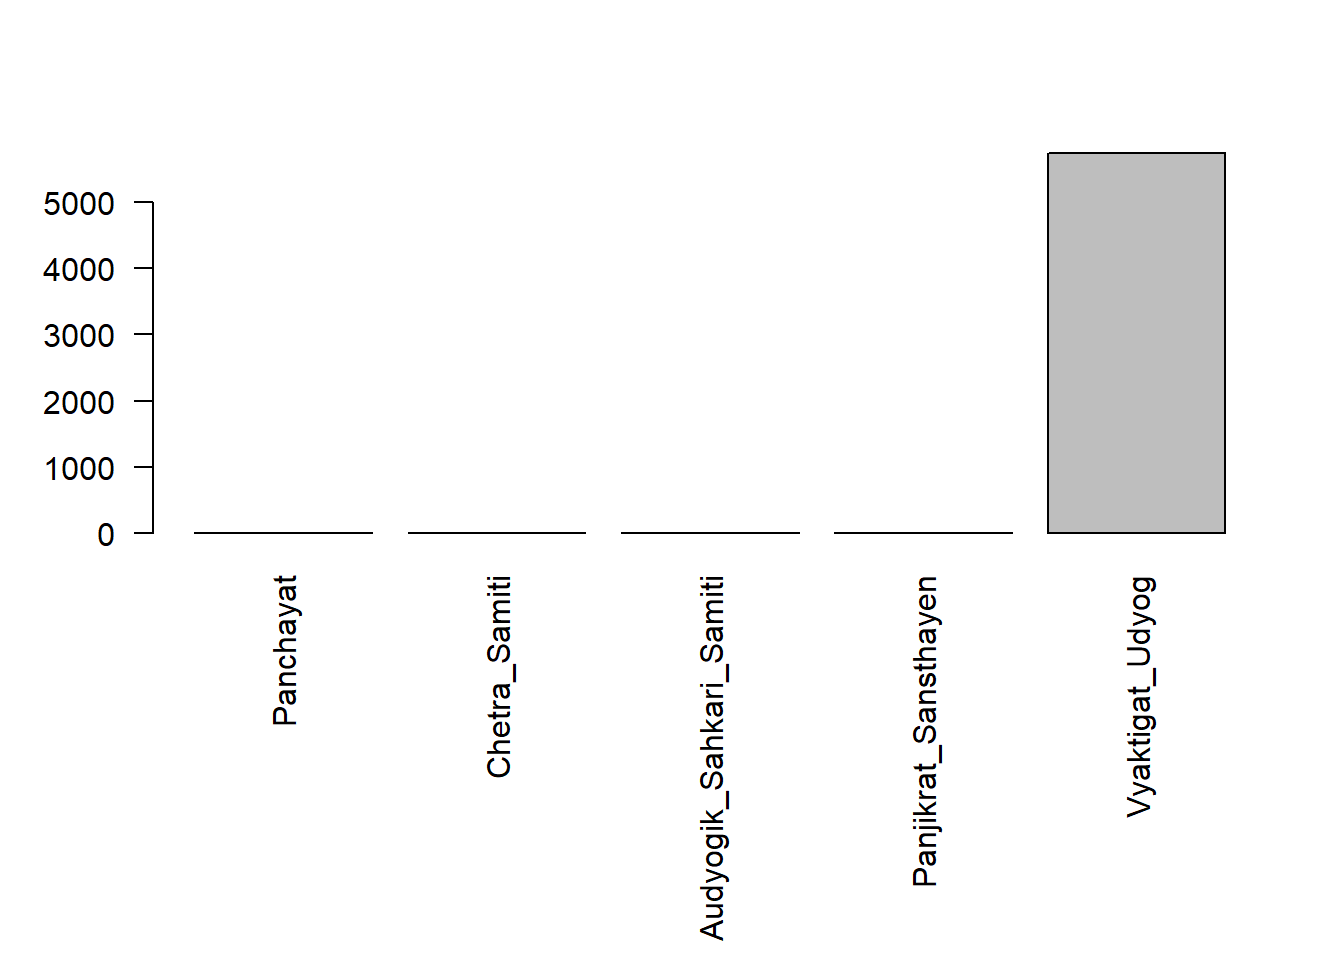 5000
4000
3000
2000
1000
0
Panchayat
Chetra_Samiti
Audyogik_Sahkari_Samiti
Panjikrat_Sansthayen
Vyaktigat_Udyog